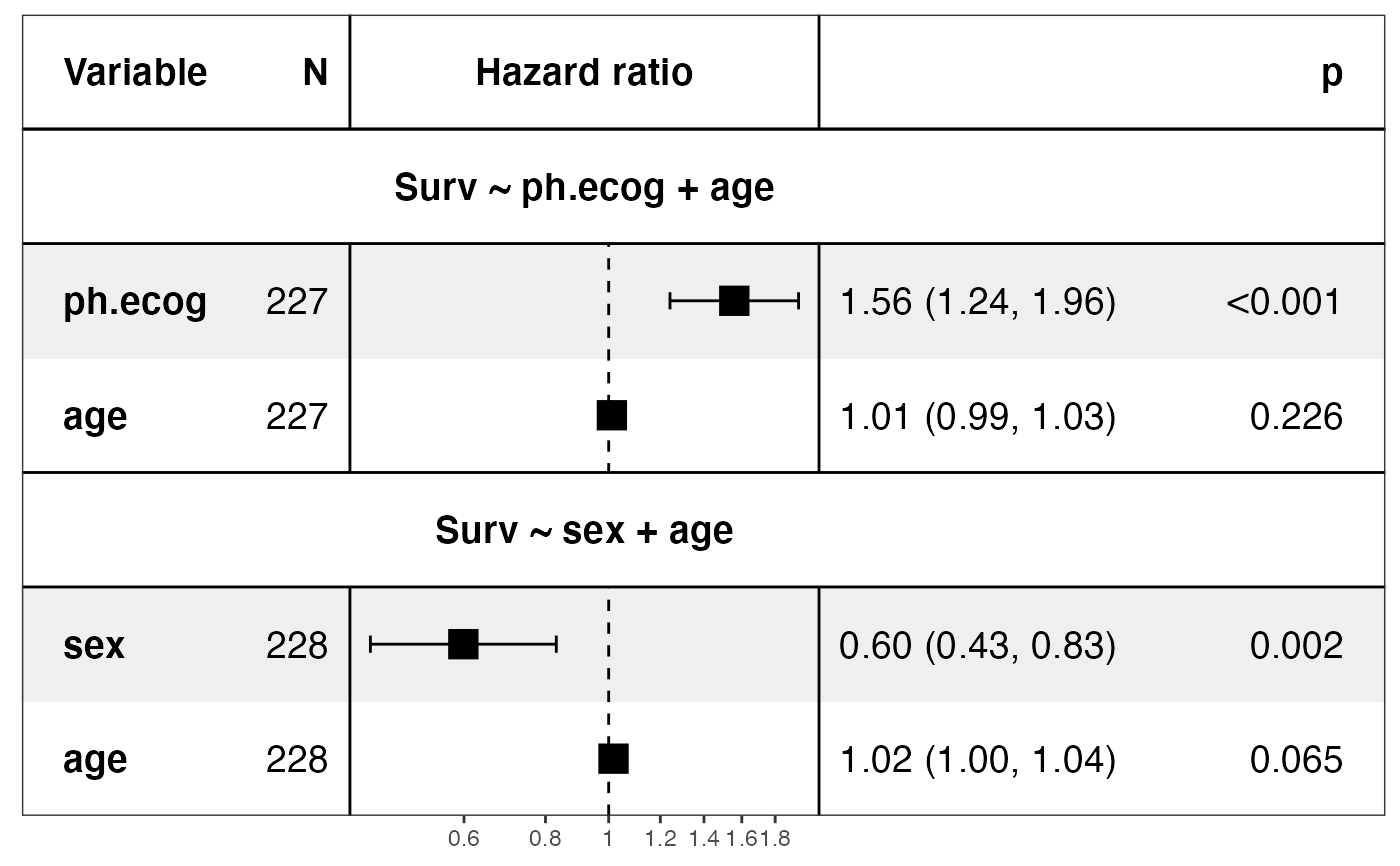 Variable N Hazard ratio p
Surv ~ ph.ecog + age
ph.ecog 227 1.56 (1.24, 1.96) <0.001
age 227 1.01 (0.99, 1.03) 0.226
Surv ~ sex + age
sex 228 0.60 (0.43, 0.83) 0.002
age 228 1.02 (1.00, 1.04) 0.065
0.6 0.8 1 1.2 1.4 1.6 1.8